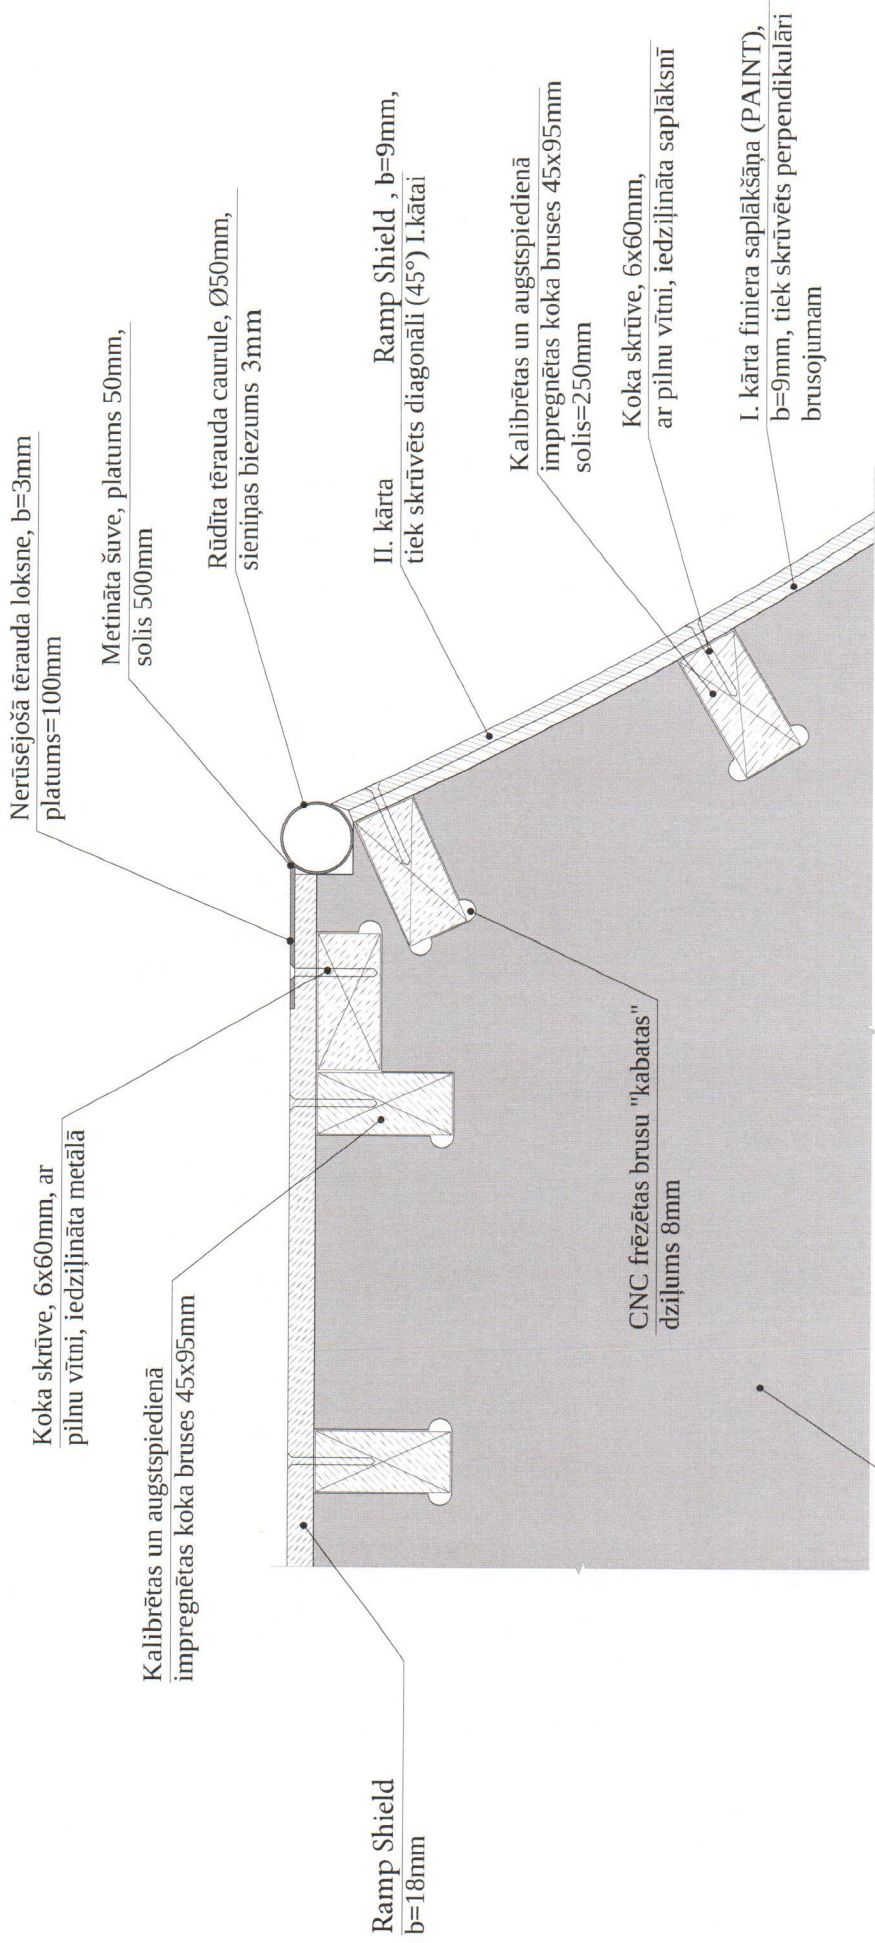 Nerūsējošā tērauda loksne, b=3mm
platums=100mm
Metināta šuve, platums 50mm,
solis 500mm
Rūdīta tērauda caurule, Ø50mm,
sieniņas biezums 3mm
II. kārta Ramp Shield , b=9mm,
tiek skrūvēts diagonāli (45°) I.kātai
Kalibrētas un augstspiedienā
impregnētas koka bruses 45x95mm
solis=250mm
Koka skrūve, 6x60mm,
ar pilnu vītni, iedziļināta saplāksnī
I. kārta finiera saplākšāņa (PAINT),
b=9mm, tiek skrūvēts perpendikulāri
brusojumam
Koka skrūve, 6x60mm, ar
pilnu vītni, iedziļināta metālā
Kalibrētas un augstspiedienā
impregnētas koka bruses 45x95mm
CNC frēzētas brusu "kabatas"
dziļums 8mm
Ramp Shield
b=18mm